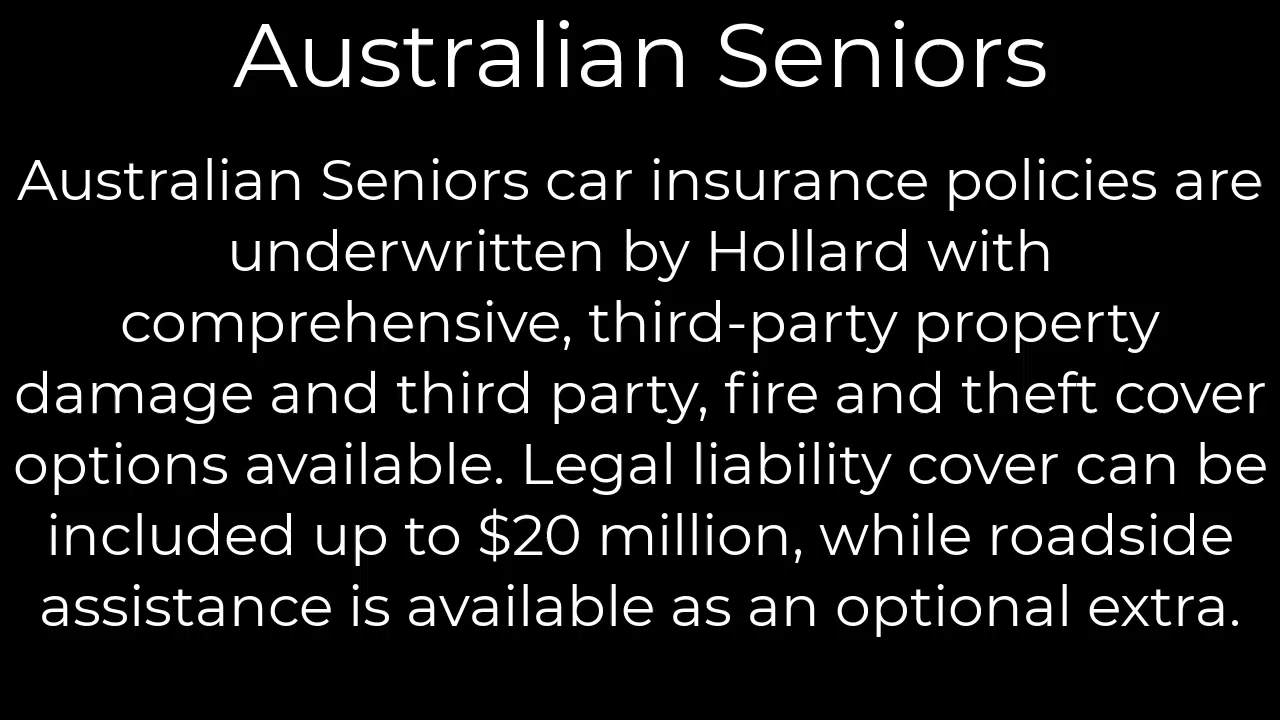 Australian Seniors
Australian Seniors car insurance policies are
underwritten by Hollard with
comprehensive, third-party property
damage and third party, fire and theft cover
options available. Legal liability cover can be
included up to $20 million, while roadside
assistance is available as an optional extra.